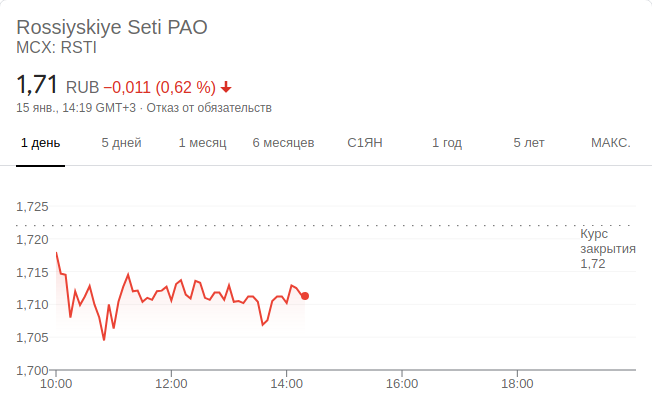 Rossiyskiye Seti PAO
MCX: RSTI
1,71 RUB −0,011 (0,62 %)
15 янв., 14:19 GMT+3 · Отказ от обязательств
1 день 5 дней 1 месяц 6 месяцев С1ЯН 1 год 5 лет МАКС.
1,725
1,720
1,715
1,710
1,705
1,700
Курс
закрытия
1,72
10:00 12:00 14:00 16:00 18:00